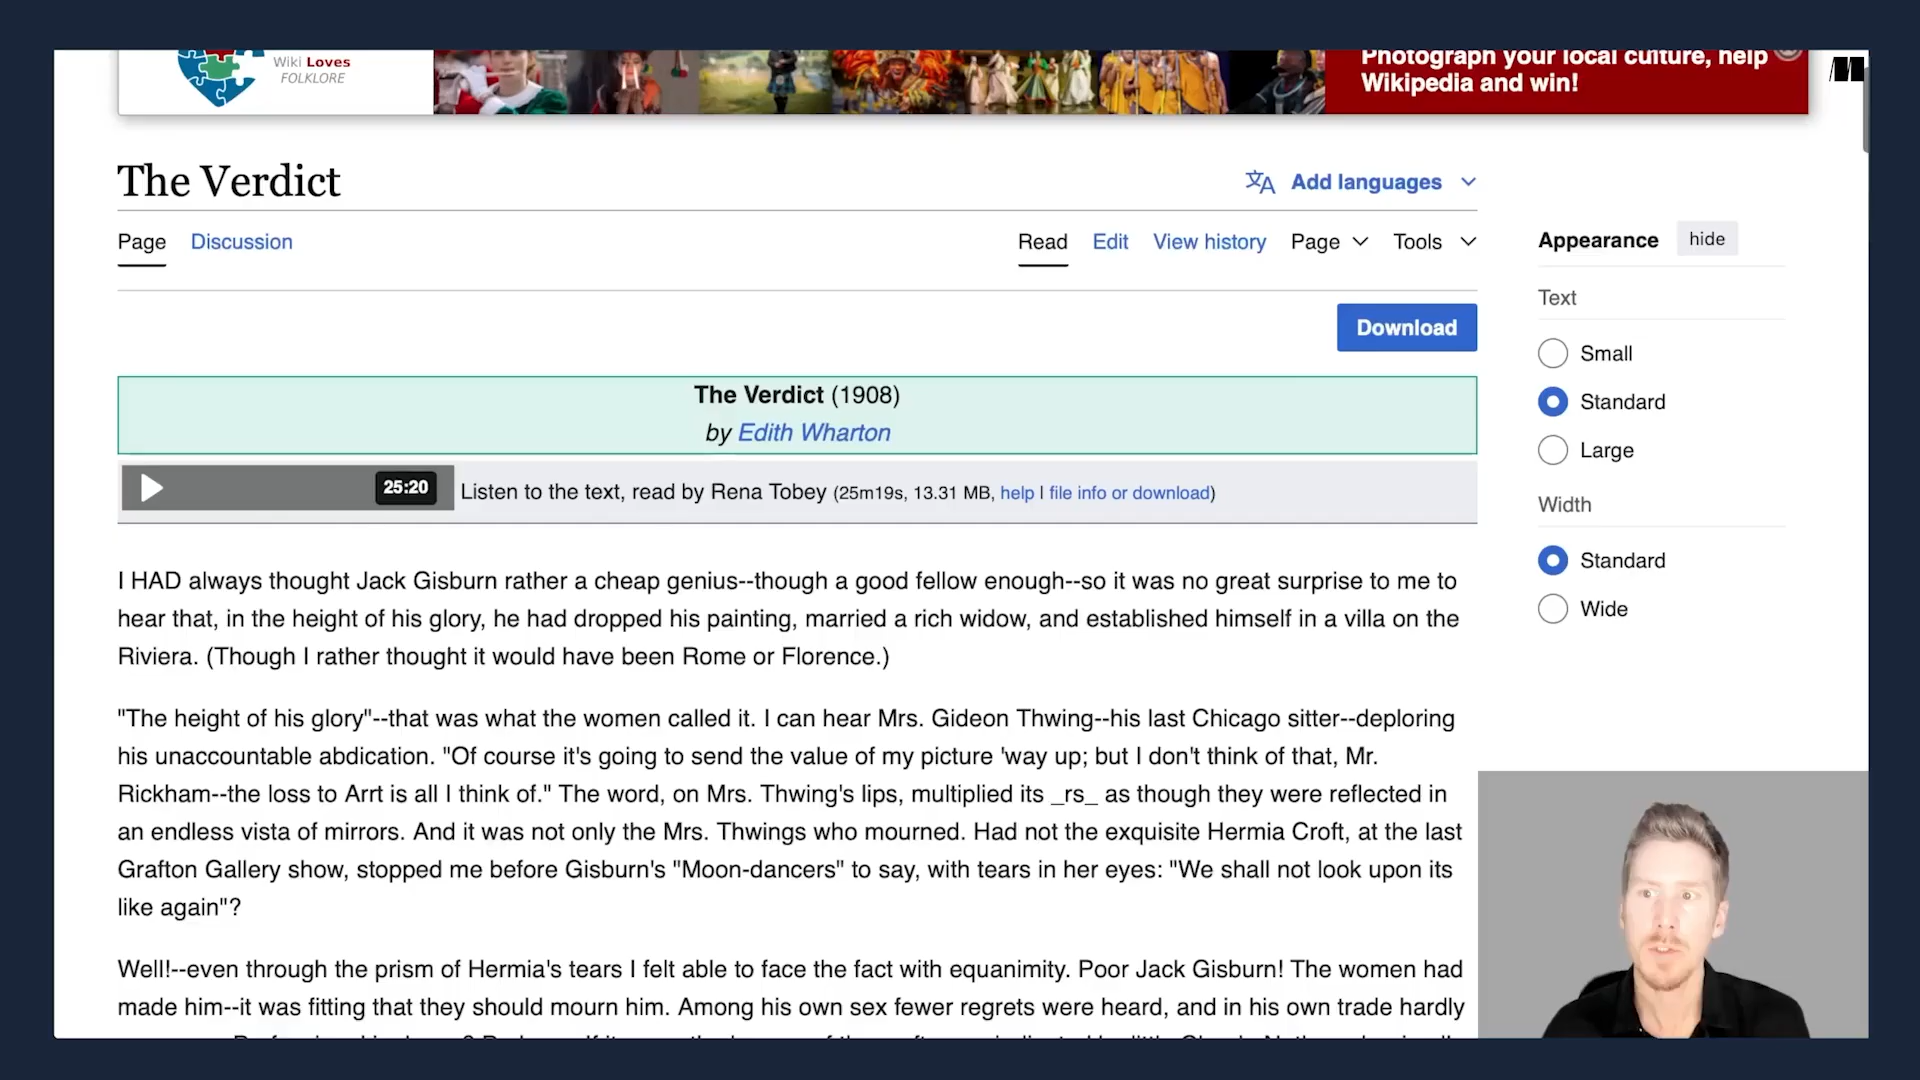 Wiki Loves
FOLKLORE
Photograph your local culture, help
Wikipedia and win!
The Verdict
Add languages
Page
Discussion
Read
Edit
View history
Page
Tools
Download
The Verdict (1908)
by Edith Wharton
25:20
Listen to the text, read by Rena Tobey (25m19s, 13.31 MB, help | file info or download)
I HAD always thought Jack Gisburn rather a cheap genius--though a good fellow enough--so it was no great surprise to me to
hear that, in the height of his glory, he had dropped his painting, married a rich widow, and established himself in a villa on the
Riviera. (Though I rather thought it would have been Rome or Florence.)
"The height of his glory"--that was what the women called it. I can hear Mrs. Gideon Thwing--his last Chicago sitter--deploring
his unaccountable abdication. "Of course it's going to send the value of my picture 'way up; but I don't think of that, Mr.
Rickham--the loss to Arrt is all I think of." The word, on Mrs. Thwing's lips, multiplied its _rs_ as though they were reflected in
an endless vista of mirrors. And it was not only the Mrs. Thwings who mourned. Had not the exquisite Hermia Croft, at the last
Grafton Gallery show, stopped me before Gisburn's "Moon-dancers" to say, with tears in her eyes: "We shall not look upon its
like again"?
Well!--even through the prism of Hermia's tears I felt able to face the fact with equanimity. Poor Jack Gisburn! The women had
made him--it was fitting that they should mourn him. Among his own sex fewer regrets were heard, and in his own trade hardly
Appearance
hide
Text
Small
Standard
Large
Width
Standard
Wide